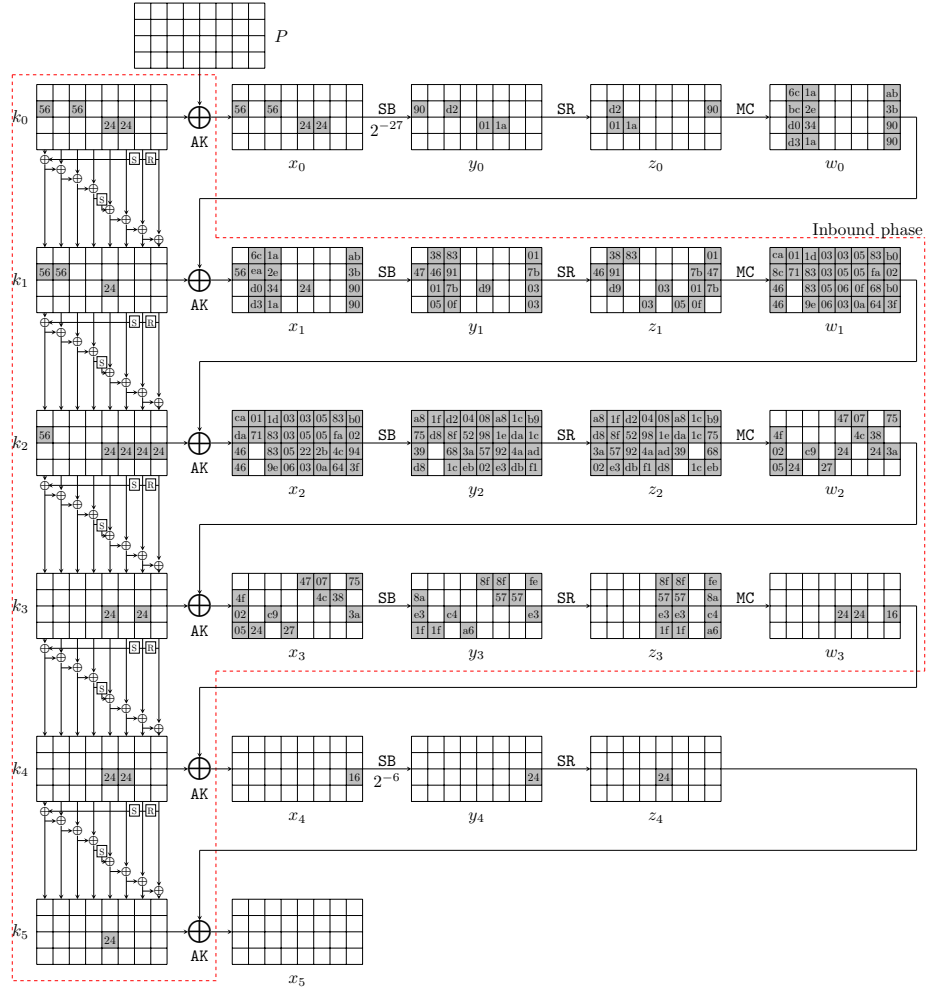 P
k0 56 56 24 24 AK 56 56 24 24 SB 2^−27 90 d2 01 1a SR d2 90 01 1a MC 6c 1a ab bc 2e 3b d0 34 90 d3 1a 90
x0 y0 z0 w0
S R
S
Inbound phase
6c 1a ab SB 38 83 01 SR 38 83 01 MC ca 01 1d 03 03 05 83 b0
k1 56 56 56 ea 2e 3b 47 46 91 7b 46 91 7b 47 8c 71 83 03 05 05 fa 02
24 AK d0 34 24 90 01 7b d9 03 d9 03 01 7b 46 83 05 06 0f 68 b0
d3 1a 90 05 0f 03 03 05 0f 46 9e 06 03 0a 64 3f
x1 y1 z1 w1
S R
S
ca 01 1d 03 03 05 83 b0 SB a8 1f d2 04 08 a8 1c b9 SR a8 1f d2 04 08 a8 1c b9 MC 47 07 75
k2 56 da 71 83 03 05 05 fa 02 75 d8 8f 52 98 1e da 1c d8 8f 52 98 1e da 1c 75 4f 4c 38
24 24 24 24 AK 46 83 05 22 2b 4c 94 39 68 3a 57 92 4a ad 3a 57 92 4a ad 39 68 02 c9 24 24 3a
46 9e 06 03 0a 64 3f d8 1c eb 02 e3 db f1 02 e3 db f1 d8 1c eb 05 24 27
x2 y2 z2 w2
S R
S
47 07 75 SB 8f 8f fe SR 8f 8f fe MC
k3 4f 4c 38 8a 57 57 57 57 8a
24 24 AK 02 c9 3a e3 c4 e3 e3 e3 c4 24 24 16
05 24 27 1f 1f a6 1f 1f a6
x3 y3 z3 w3
S R
S
k4 24 24 AK 16 SB 2^−6 24 SR 24
x4 y4 z4
S R
S
k5 24 AK
x5